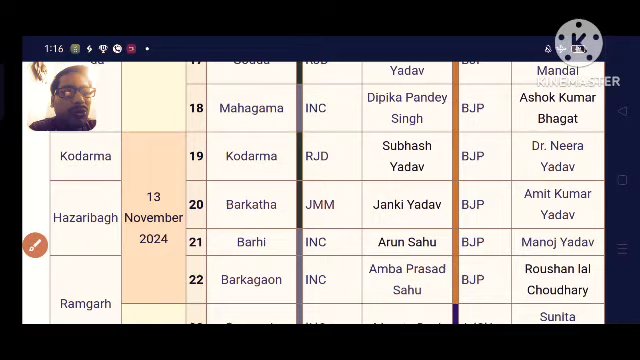 1:16
KINEMASTER
17 RJD BJP
Yadav Mandal
18 Mahagama INC Dipika Pandey Singh BJP Ashok Kumar Bhagat
Kodarma 19 Kodarma RJD Subhash Yadav BJP Dr. Neera Yadav
13 November 2024
Hazaribagh 20 Barkatha JMM Janki Yadav BJP Amit Kumar Yadav
21 Barhi INC Arun Sahu BJP Manoj Yadav
Ramgarh 22 Barkagaon INC Amba Prasad Sahu BJP Roushan lal Choudhary
Sunita